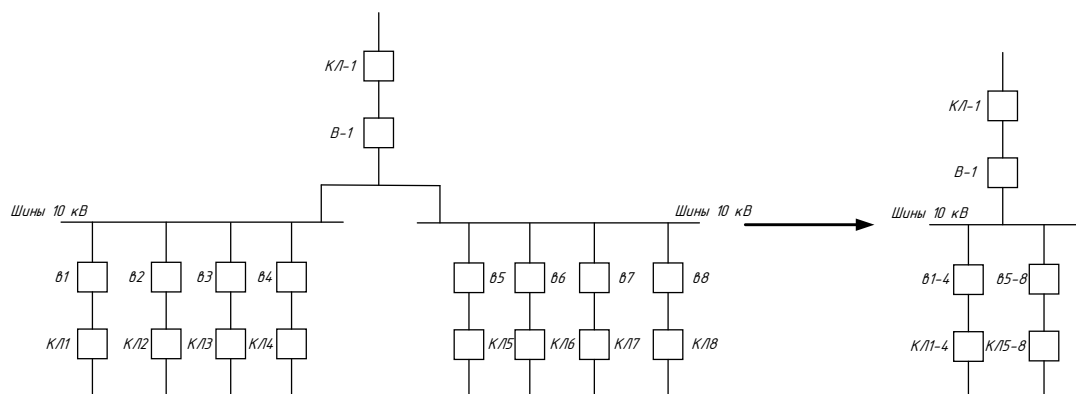 КЛ-1
В-1
Шины 10 кВ
Шины 10 кВ
в1
в2
в3
в4
в5
в6
в7
в8
КЛ1
КЛ2
КЛ3
КЛ4
КЛ5
КЛ6
КЛ7
КЛ8
КЛ-1
В-1
Шины 10 кВ
в1-4
в5-8
КЛ1-4
КЛ5-8